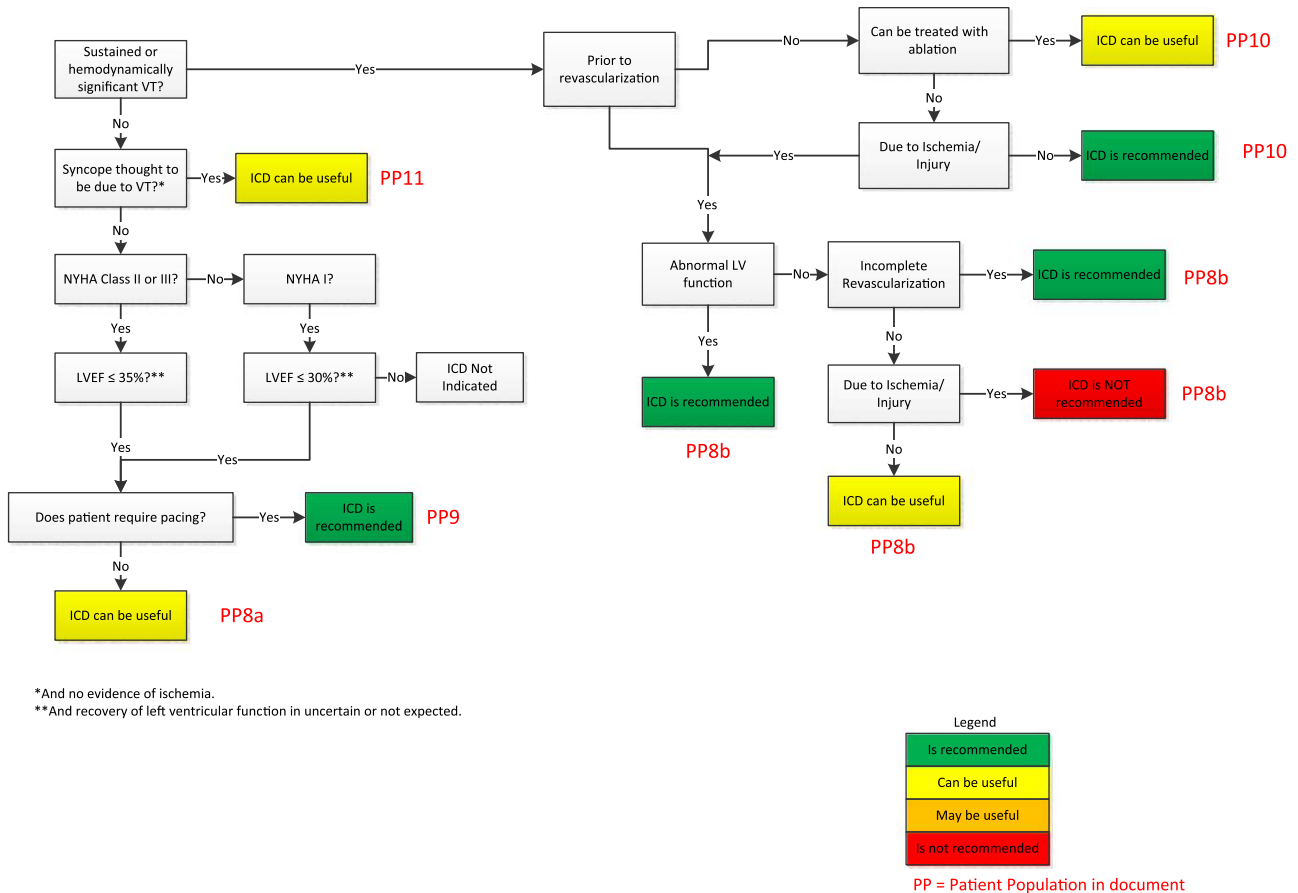 Sustained or
hemodynamically
significant VT?
Yes
Prior to
revascularization
No
Can be treated with
ablation
Yes
ICD can be useful
PP10
No
No
Syncope thought to
be due to VT?*
Yes
ICD can be useful
PP11
Yes
Due to Ischemia/
Injury
No
ICD is recommended
PP10
No
Yes
NYHA Class II or III?
No
NYHA I?
Abnormal LV
function
No
Incomplete
Revascularization
Yes
ICD is recommended
PP8b
Yes
Yes
Yes
No
LVEF ≤ 35%?**
LVEF ≤ 30%?**
No
ICD Not
Indicated
ICD is recommended
PP8b
Due to Ischemia/
Injury
Yes
ICD is NOT
recommended
PP8b
Yes
Yes
No
ICD can be useful
PP8b
Does patient require pacing?
Yes
ICD is
recommended
PP9
No
ICD can be useful
PP8a
*And no evidence of ischemia.
**And recovery of left ventricular function in uncertain or not expected.
Legend
Is recommended
Can be useful
May be useful
Is not recommended
PP = Patient Population in document